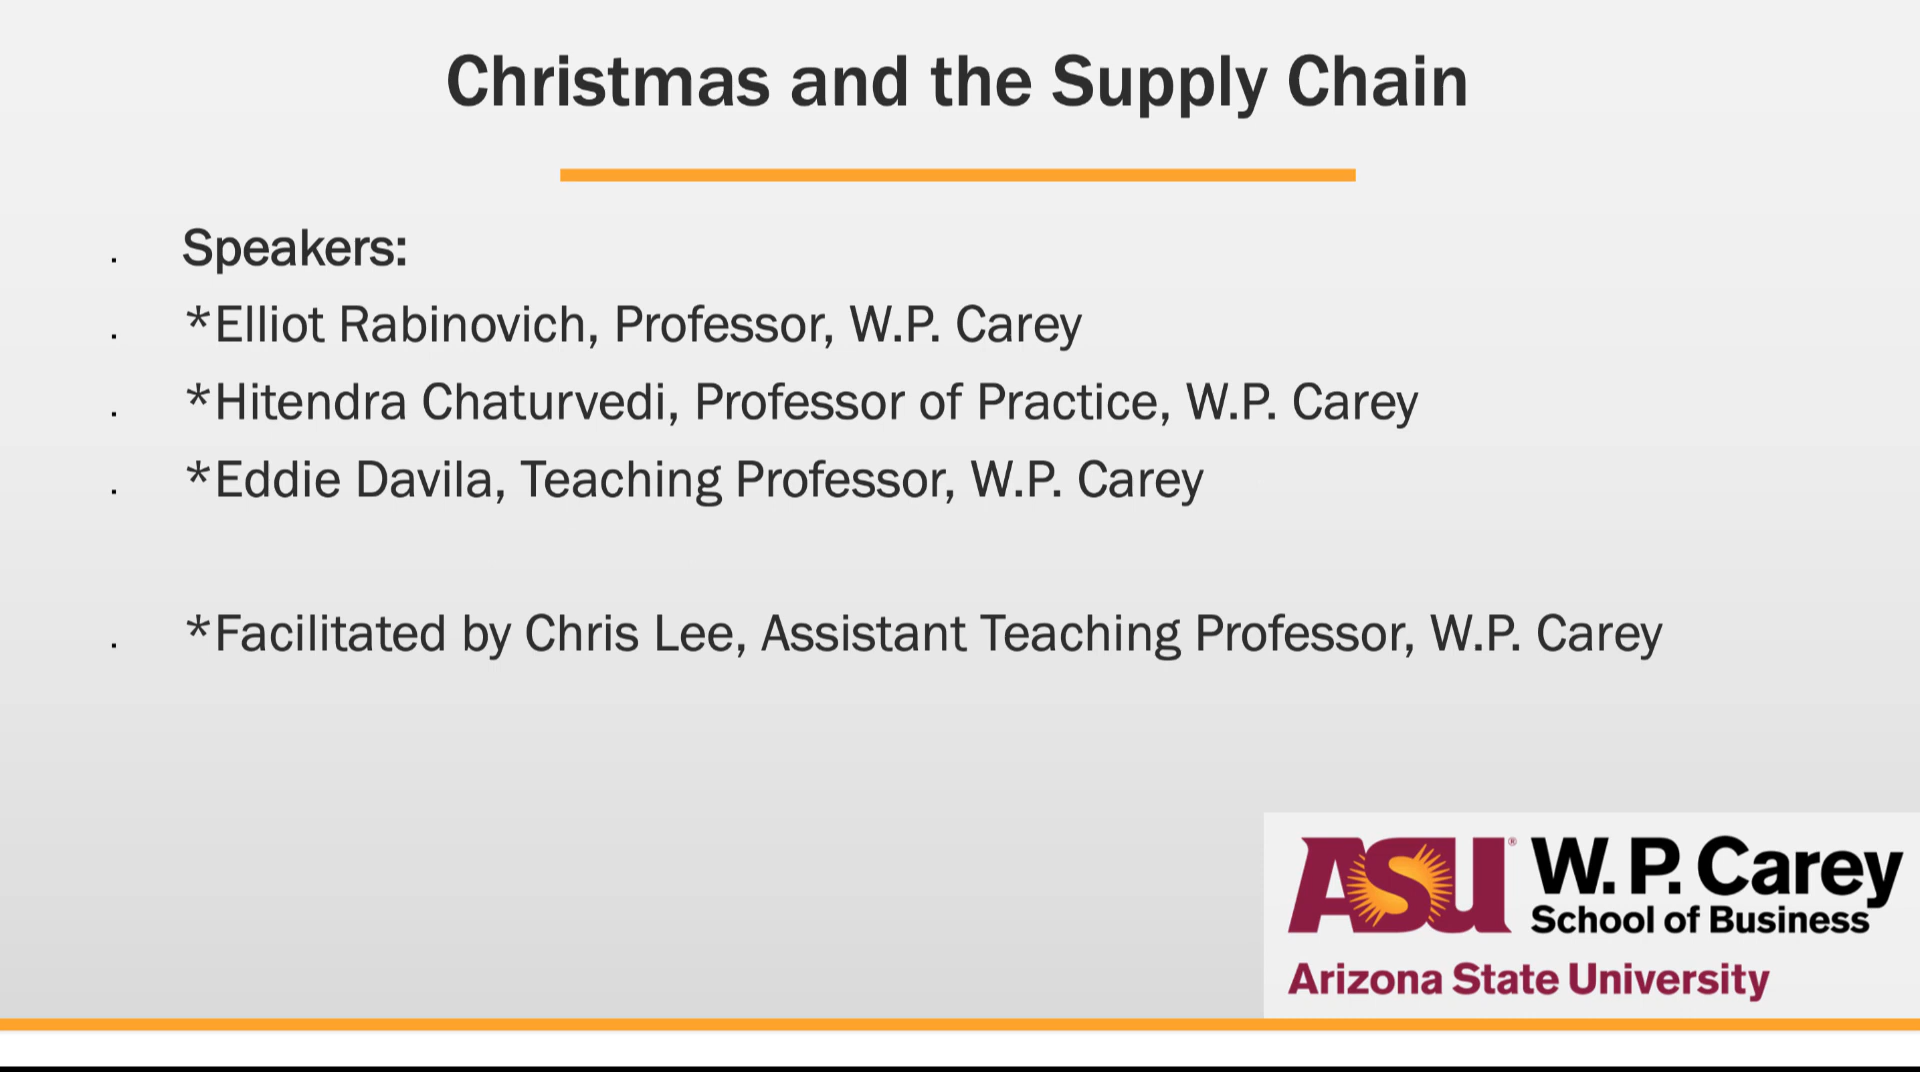 Christmas and the Supply Chain
. Speakers:
. *Elliot Rabinovich, Professor, W.P. Carey
. *Hitendra Chaturvedi, Professor of Practice, W.P. Carey
. *Eddie Davila, Teaching Professor, W.P. Carey
. *Facilitated by Chris Lee, Assistant Teaching Professor, W.P. Carey
ASU® W. P. Carey
School of Business
Arizona State University